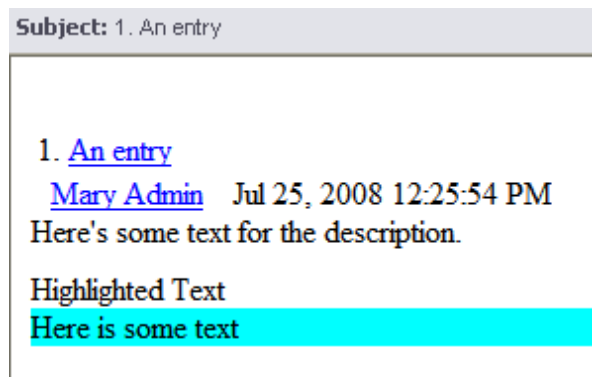 Subject: 1. An entry
1. An entry
Mary Admin Jul 25, 2008 12:25:54 PM
Here's some text for the description.
Highlighted Text
Here is some text